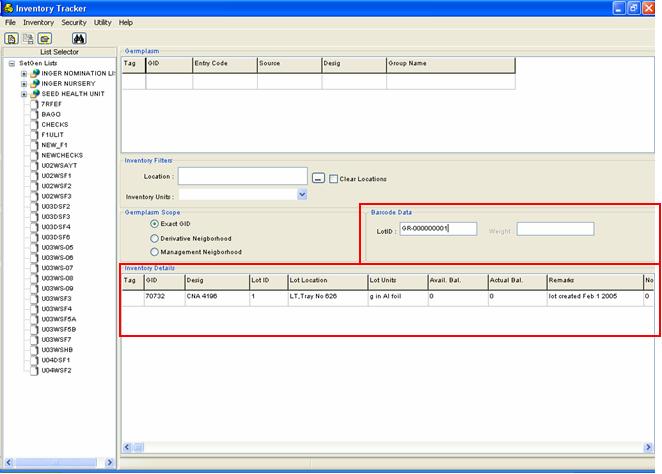 Inventory Tracker
File Inventory Security Utility Help
List Selector
SetGen Lists
INGER NOMINATION LI
INGER NURSERY
SEED HEALTH UNIT
7RFEF
BAGO
CHECKS
F1ULIT
NEW_F1
NEWCHECKS
U02WSAYT
U02WSF1
U02WSF2
U02WSF3
U03DSF2
U03DSF3
U03DSF4
U03DSF6
U03WS-05
U03WS-06
U03WS-07
U03WS-08
U03WS-09
U03WSF3
U03WSF4
U03WSF5A
U03WSF5B
U03WSF7
U03WSHB
U04DSF1
U04WSF2
Germplasm
Tag GID Entry Code Source Desig Group Name
Inventory Filters
Location : ... Clear Locations
Inventory Units :
Germplasm Scope
Exact GID
Derivative Neigborhood
Management Neigborhood
Barcode Data
LotID : GR-000000001 Weight :
Inventory Details
Tag GID Desig Lot ID Lot Location Lot Units Avail. Bal. Actual Bal. Remarks No
70732 CNA 4196 1 LT,Tray No 626 g in Al foil 0 0 lot created Feb 1 2005 0